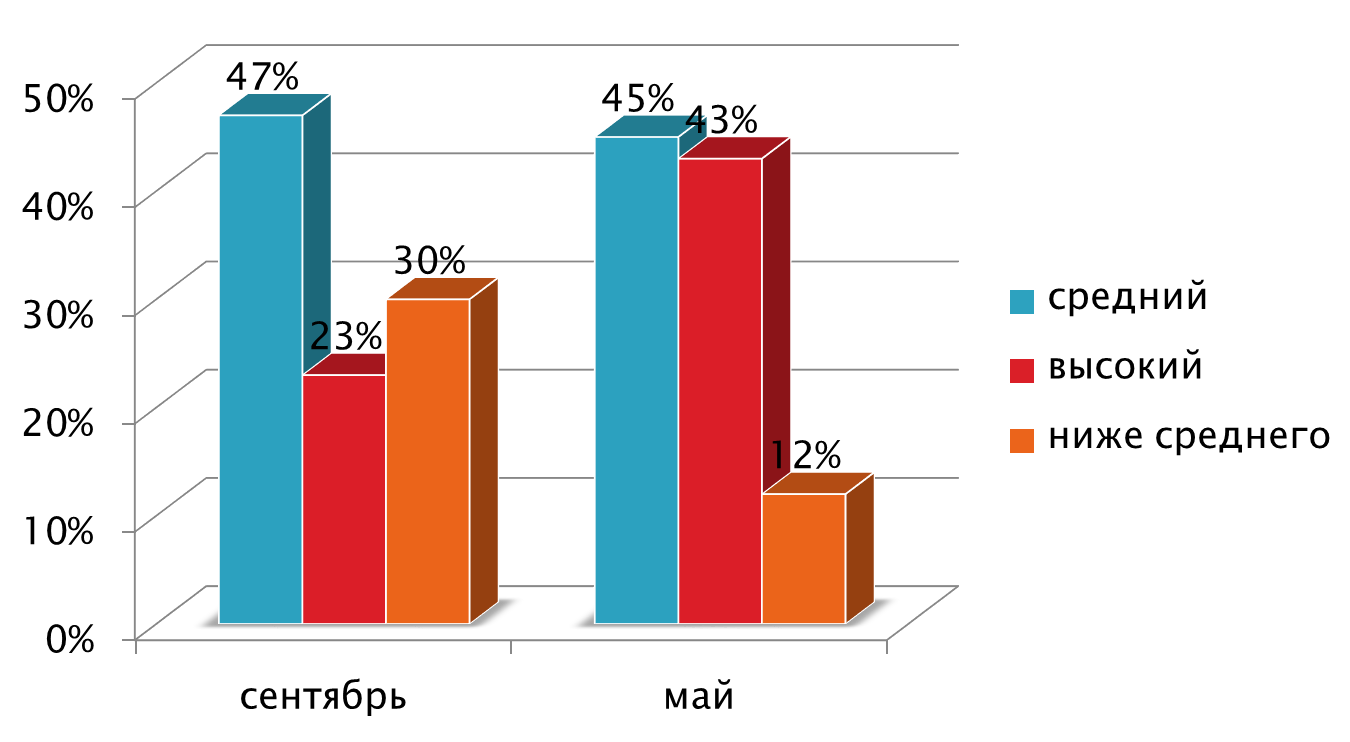 50%
40%
30%
20%
10%
0%
47%
23%
30%
45%
43%
12%
сентябрь
май
средний
высокий
ниже среднего